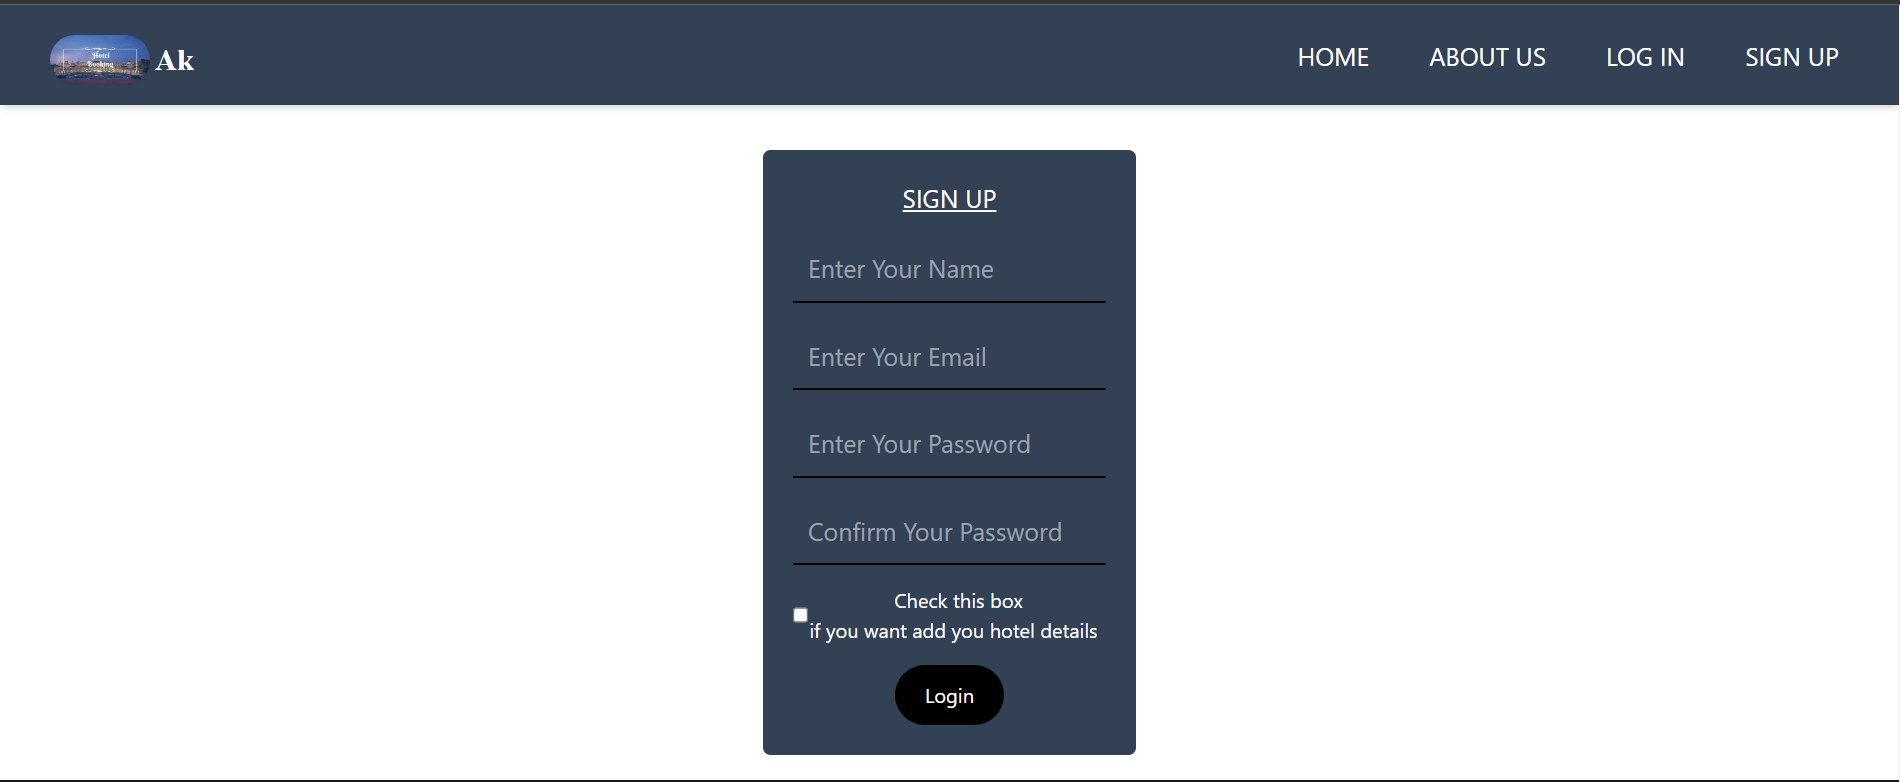 Hotel
Booking
Ak
HOME
ABOUT US
LOG IN
SIGN UP
SIGN UP
Enter Your Name
Enter Your Email
Enter Your Password
Confirm Your Password
Check this box
if you want add you hotel details
Login